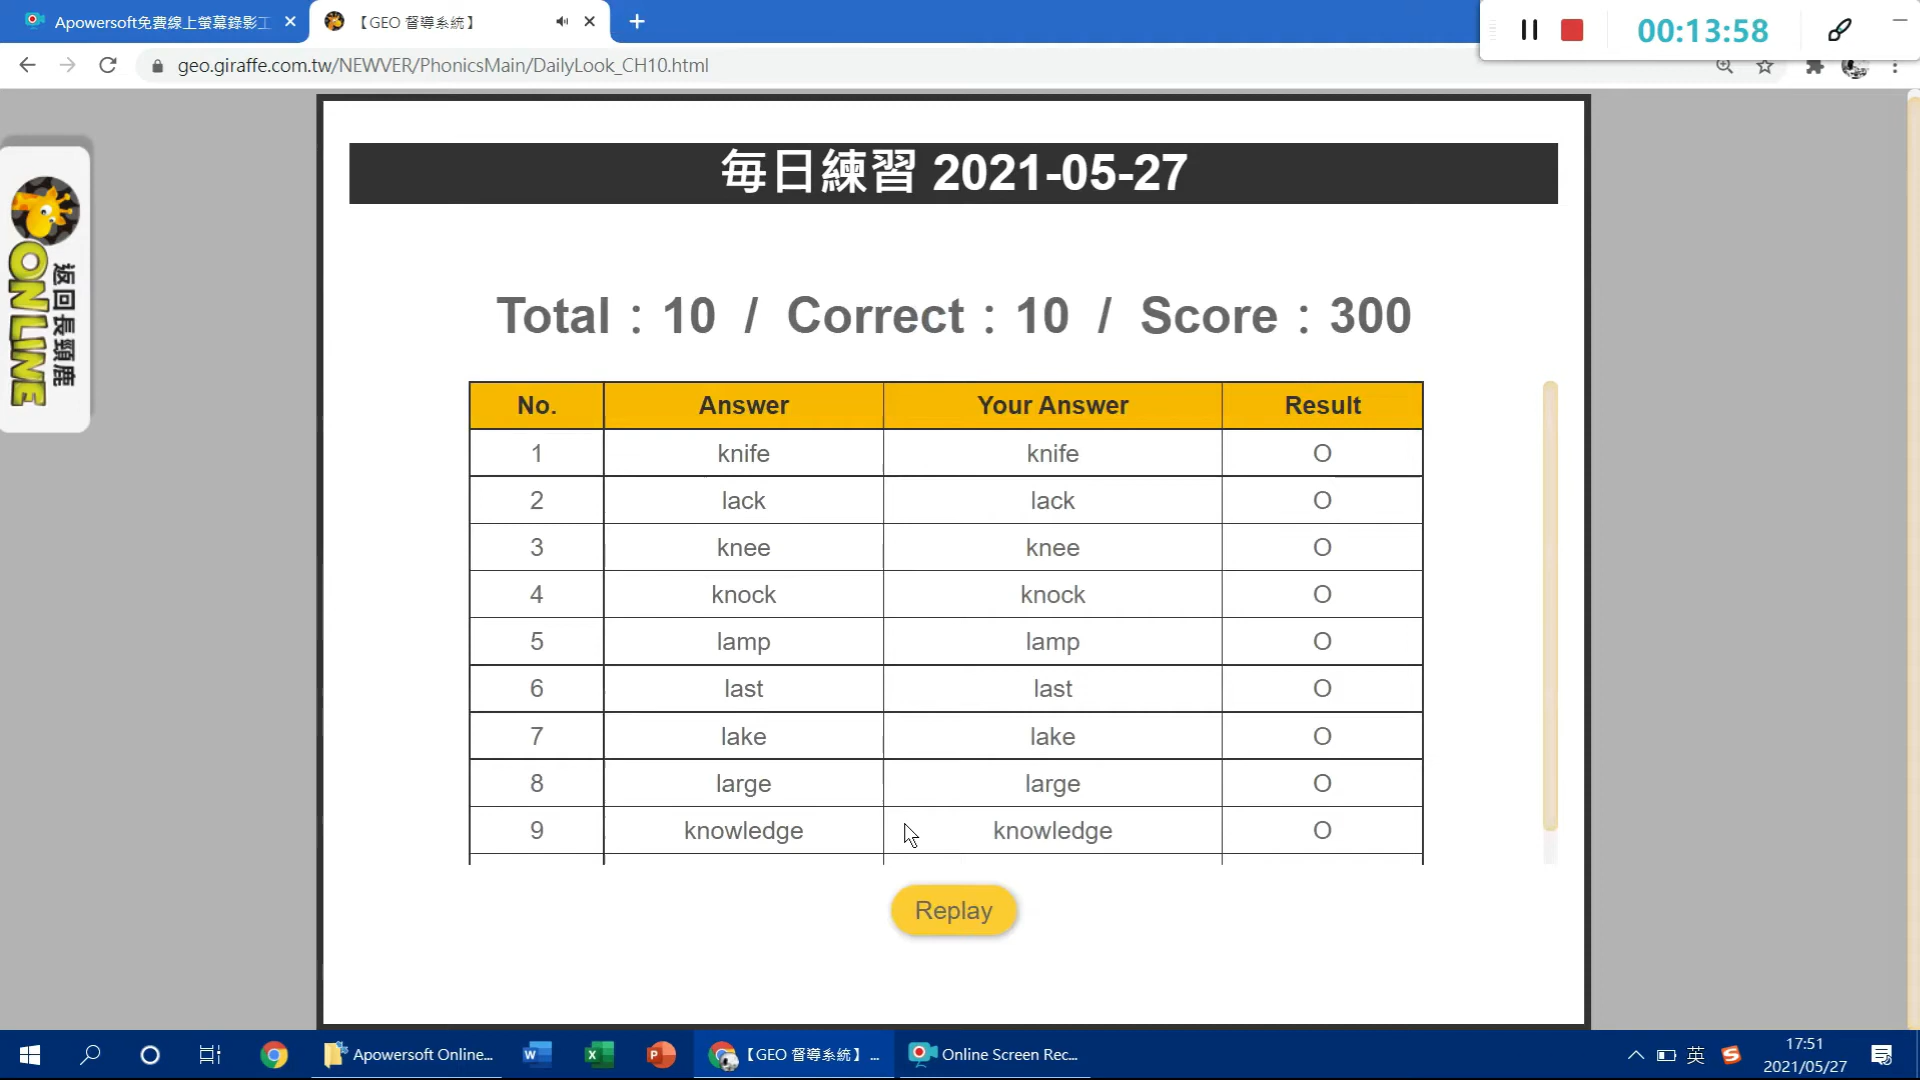 Apowersoft免費線上螢幕錄影工
【GEO 督導系統】
00:13:58
geo.giraffe.com.tw/NEWVER/PhonicsMain/DailyLook_CH10.html
返回長頸鹿
ONLINE
每日練習 2021-05-27
Total：10 / Correct：10 / Score：300
No. Answer Your Answer Result
1 knife knife O
2 lack lack O
3 knee knee O
4 knock knock O
5 lamp lamp O
6 last last O
7 lake lake O
8 large large O
9 knowledge knowledge O
Replay
Apowersoft Online...
【GEO 督導系統】 ...
Online Screen Rec...
英
17:51
2021/05/27